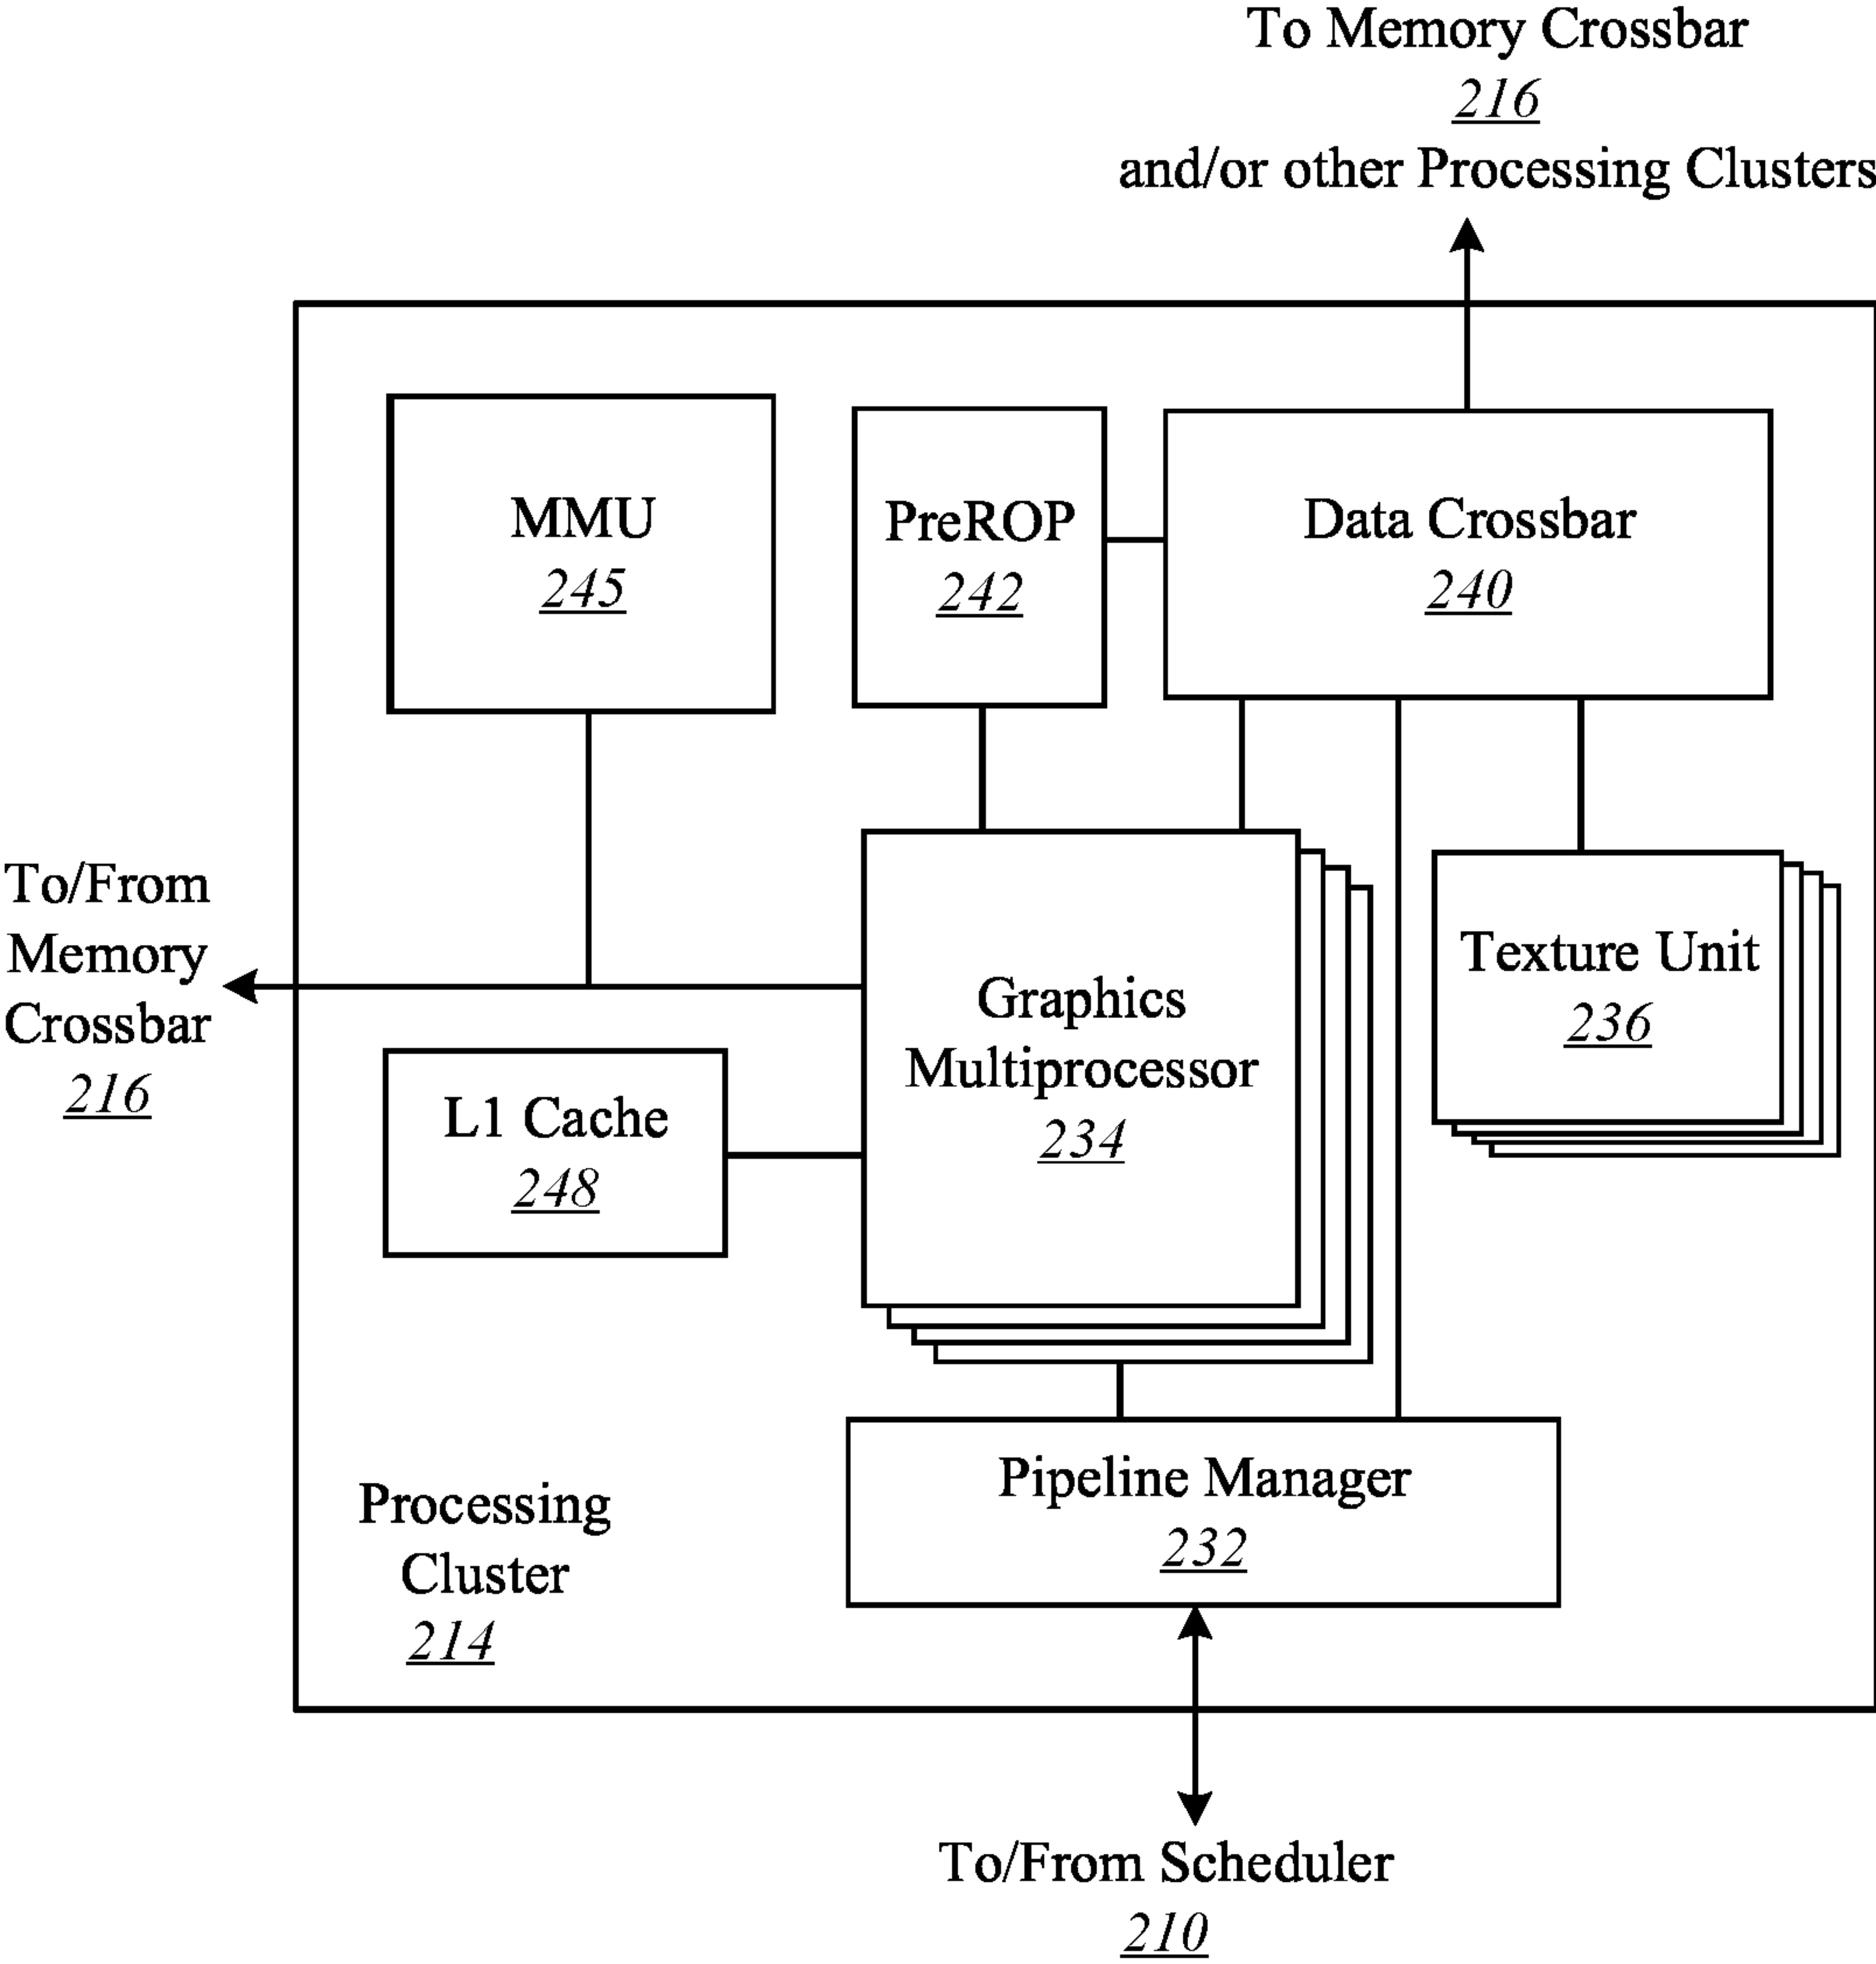 To Memory Crossbar
216
and/or other Processing Clusters
MMU
245
PreROP
242
Data Crossbar
240
To/From
Memory
Crossbar
216
Graphics
Multiprocessor
234
Texture Unit
236
L1 Cache
248
Pipeline Manager
232
Processing
Cluster
214
To/From Scheduler
210